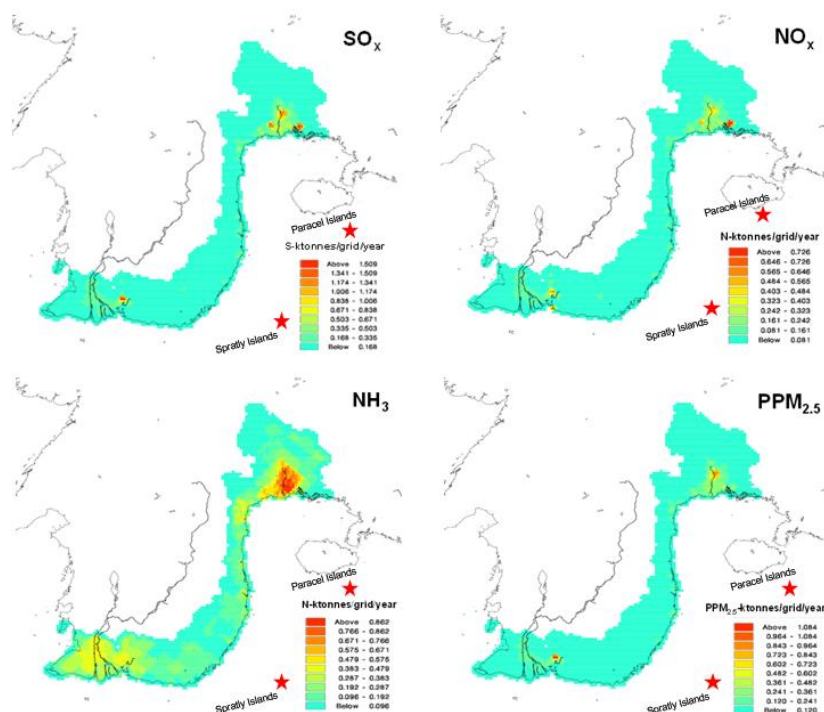 SOx
Paracel Islands
S-ktonnes/grid/year
Above 1.509
1.341 - 1.509
1.174 - 1.341
1.006 - 1.174
0.838 - 1.006
0.671 - 0.838
0.503 - 0.671
0.335 - 0.503
0.168 - 0.335
Below 0.168
Spratly Islands
NOx
Paracel Islands
N-ktonnes/grid/year
Above 0.726
0.646 - 0.726
0.565 - 0.646
0.484 - 0.565
0.403 - 0.484
0.323 - 0.403
0.242 - 0.323
0.161 - 0.242
0.081 - 0.161
Below 0.081
Spratly Islands
NH3
Paracel Islands
N-ktonnes/grid/year
Above 0.862
0.766 - 0.862
0.671 - 0.766
0.575 - 0.671
0.479 - 0.575
0.383 - 0.479
0.287 - 0.383
0.192 - 0.287
0.096 - 0.192
Below 0.096
Spratly Islands
PPM2.5
Paracel Islands
PPM2.5-ktonnes/grid/year
Above 1.084
0.964 - 1.084
0.843 - 0.964
0.723 - 0.843
0.602 - 0.723
0.482 - 0.602
0.361 - 0.482
0.241 - 0.361
0.120 - 0.241
Below 0.120
Spratly Islands